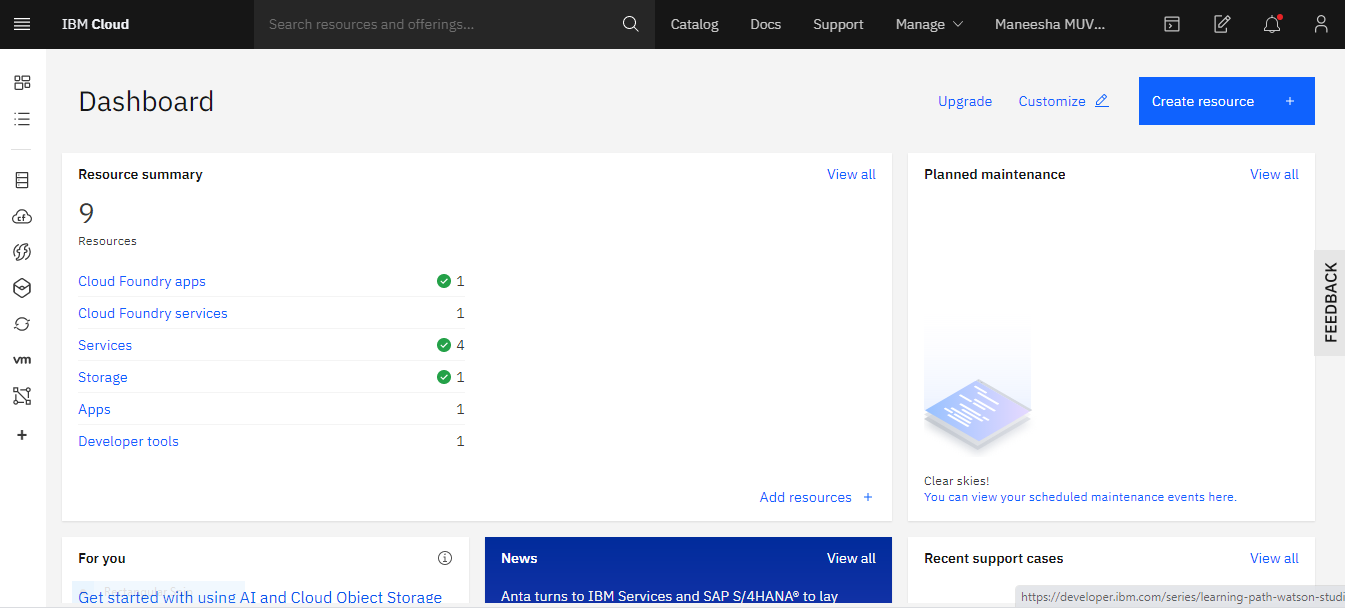 IBM Cloud
Search resources and offerings...
Catalog
Docs
Support
Manage
Maneesha MUV...
Dashboard
Upgrade
Customize
Create resource +
Resource summary
View all
9
Resources
Cloud Foundry apps 1
Cloud Foundry services 1
Services 4
Storage 1
Apps 1
Developer tools 1
Add resources +
Planned maintenance
View all
Clear skies!
You can view your scheduled maintenance events here.
FEEDBACK
cf
vm
For you
Get started with using AI and Cloud Object Storage
News
View all
Anta turns to IBM Services and SAP S/4HANA® to lay
Recent support cases
View all
https://developer.ibm.com/series/learning-path-watson-studi